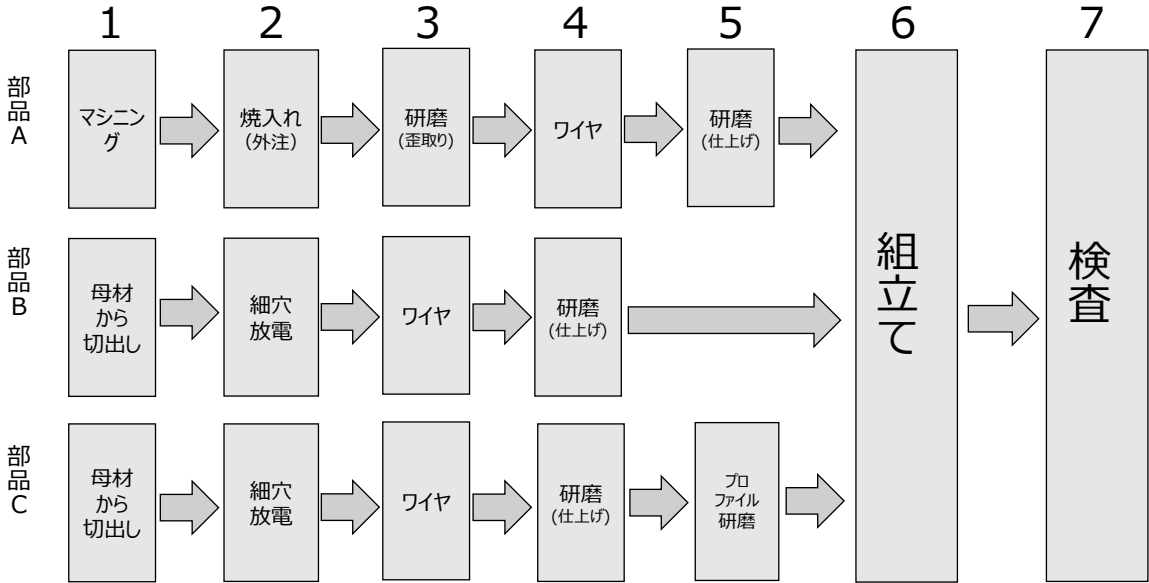 1 2 3 4 5 6 7
部品A
マシニン
グ
焼入れ
(外注)
研磨
(歪取り)
ワイヤ
研磨
(仕上げ)
部品B
母材
から
切出し
細穴
放電
ワイヤ
研磨
(仕上げ)
部品C
母材
から
切出し
細穴
放電
ワイヤ
研磨
(仕上げ)
プロ
ファイル
研磨
組立て
検査